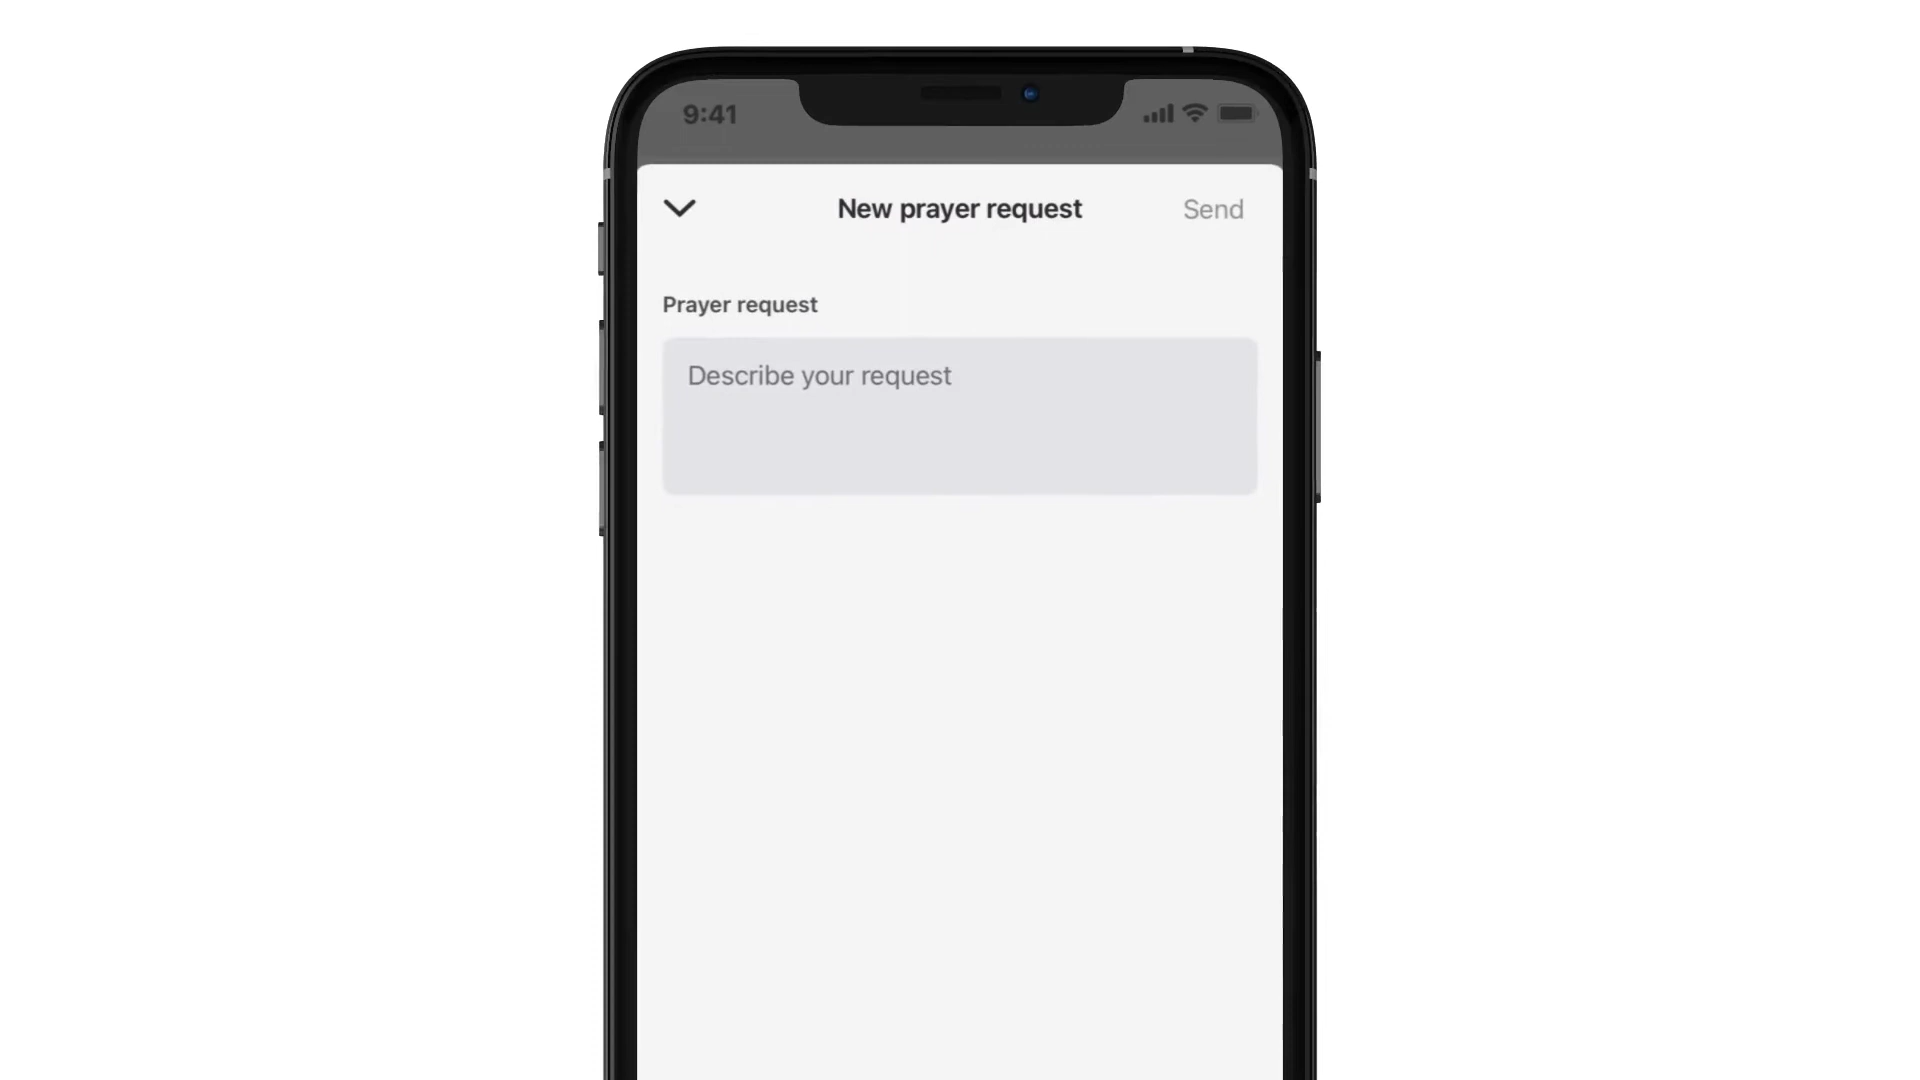 9:41
New prayer request
Send
Prayer request
Describe your request